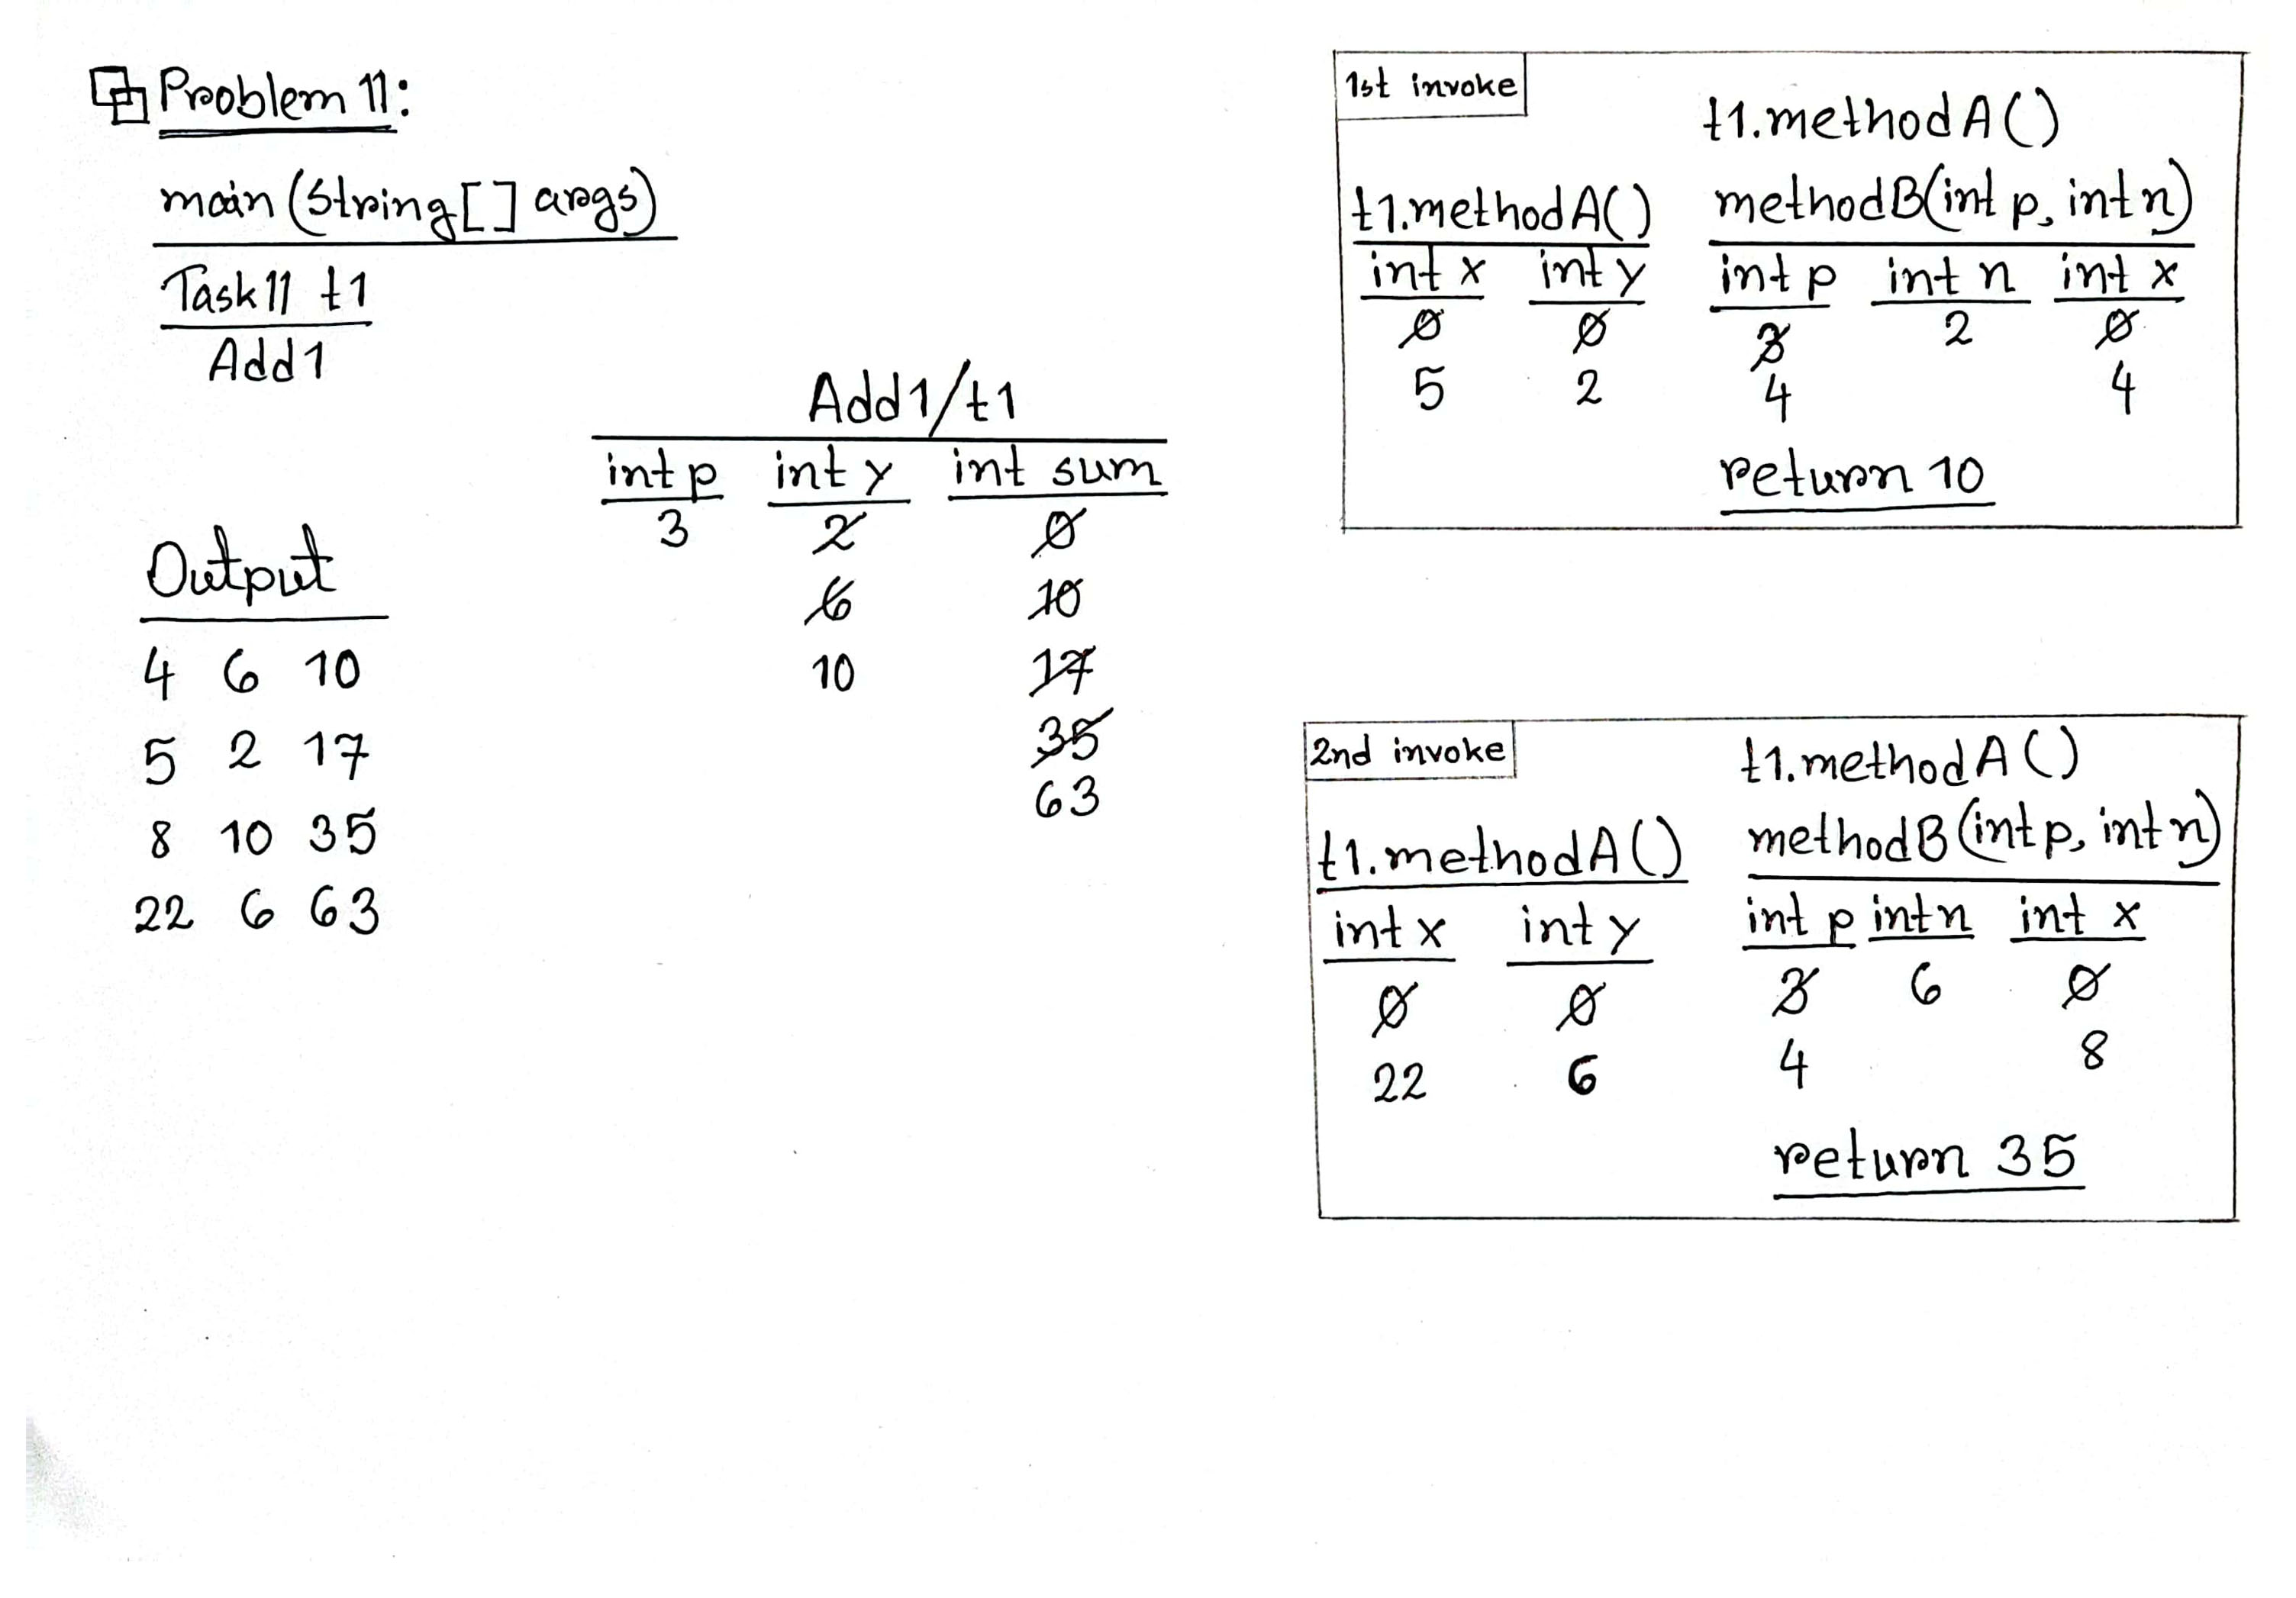 Problem 11:
main (String[] args)
Task11 t1
Add1
Add1/t1
int p int y int sum
3 2 0
6 10
10 17
35
63
Output
4 6 10
5 2 17
8 10 35
22 6 63
1st invoke
t1.methodA()
int x int y
0 0
5 2
t1.methodA()
methodB(int p, int n)
int p int n int x
3 2 0
4 4
return 10
2nd invoke
t1.methodA()
int x int y
0 0
22 6
t1.methodA()
methodB(int p, int n)
int p int n int x
3 6 0
4 8
return 35